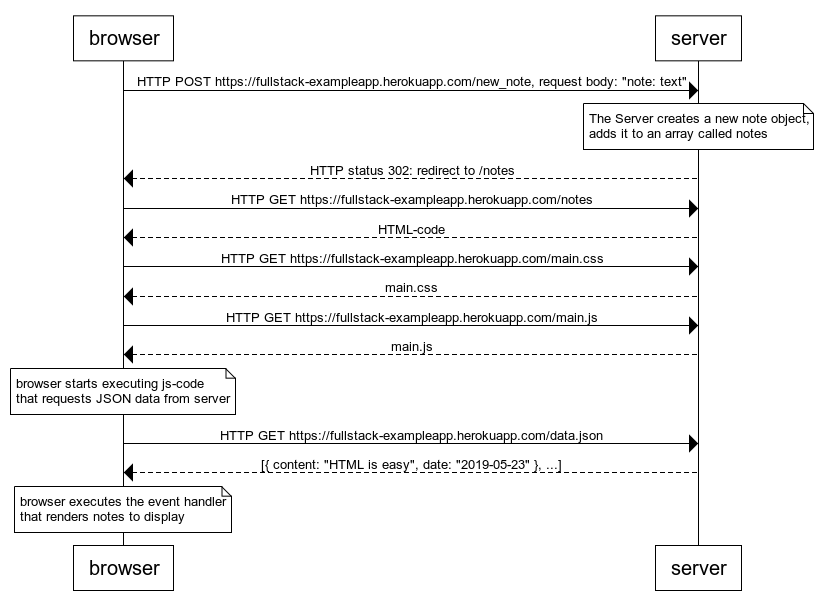 browser
server
HTTP POST https://fullstack-exampleapp.herokuapp.com/new_note, request body: "note: text"
The Server creates a new note object,
adds it to an array called notes
HTTP status 302: redirect to /notes
HTTP GET https://fullstack-exampleapp.herokuapp.com/notes
HTML-code
HTTP GET https://fullstack-exampleapp.herokuapp.com/main.css
main.css
HTTP GET https://fullstack-exampleapp.herokuapp.com/main.js
main.js
browser starts executing js-code
that requests JSON data from server
HTTP GET https://fullstack-exampleapp.herokuapp.com/data.json
[{ content: "HTML is easy", date: "2019-05-23" }, ...]
browser executes the event handler
that renders notes to display
browser
server